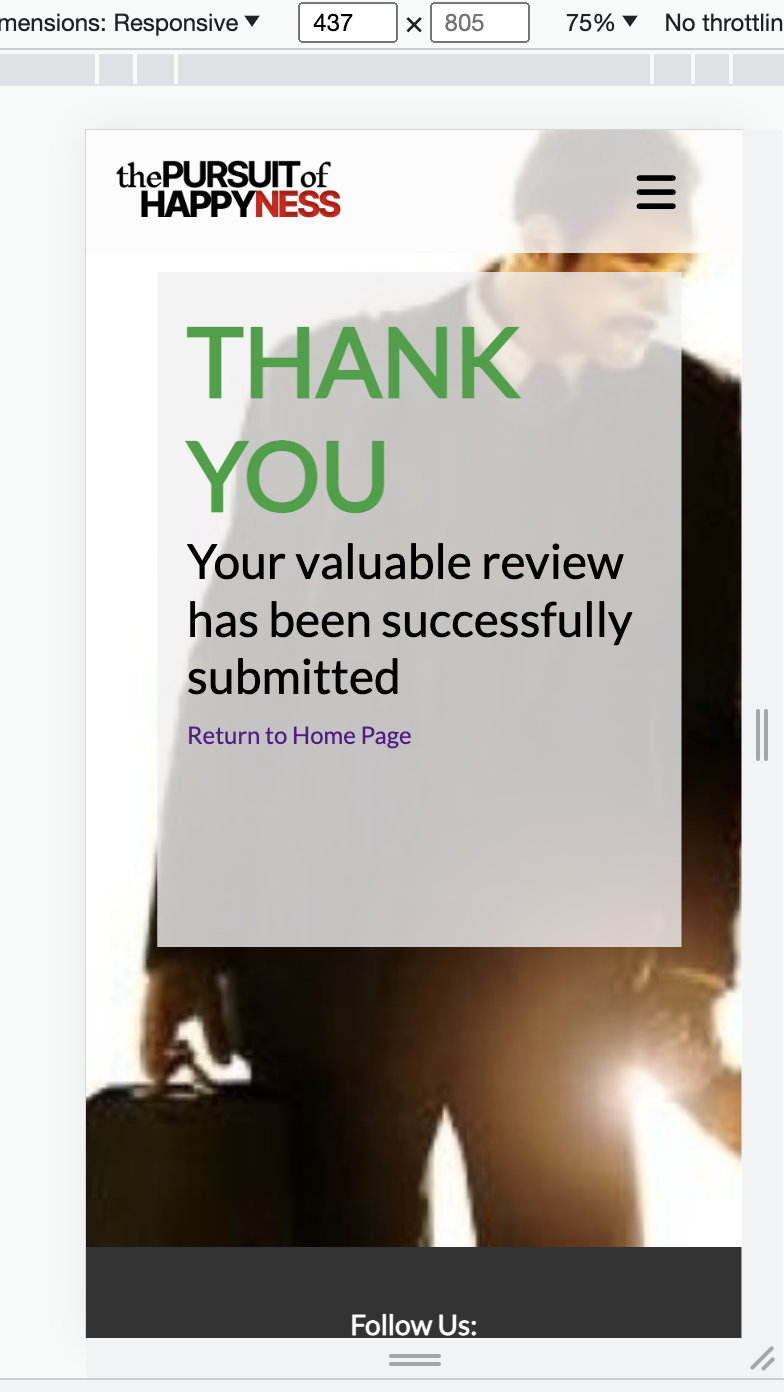 mensions: Responsive ▼ 437 × 805 75% ▼ No throttlin
thePURSUITof
HAPPYNESS
THANK
YOU
Your valuable review
has been successfully
submitted
Return to Home Page
Follow Us: